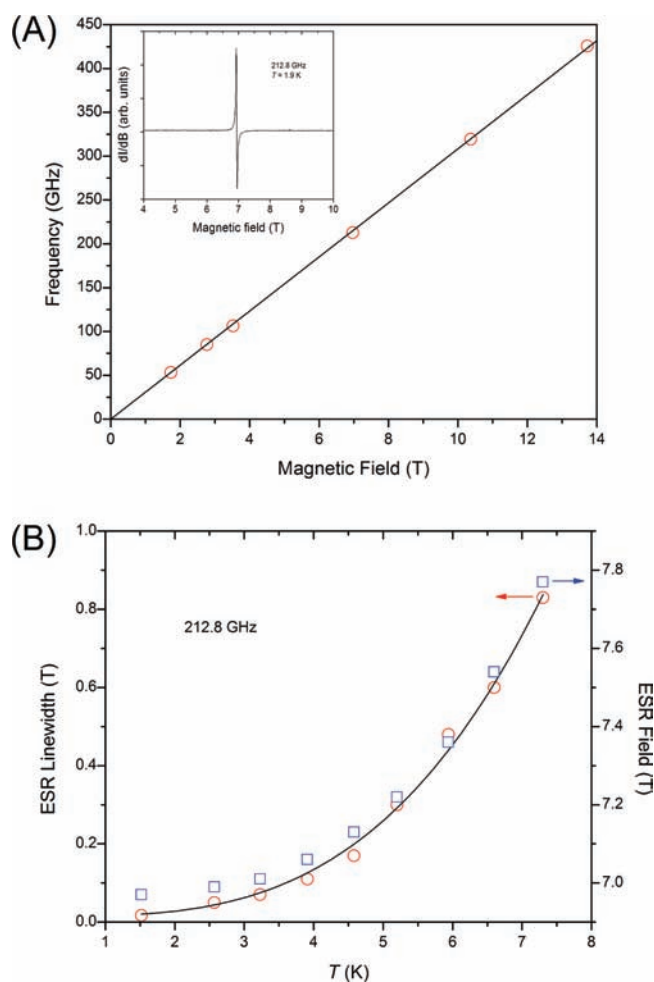 (A)
450
400
350
300
250
200
150
100
50
0
Frequency (GHz)
dI/dB (arb. units)
212.8 GHz
T = 1.9 K
4 5 6 7 8 9 10
Magnetic field (T)
0 2 4 6 8 10 12 14
Magnetic Field (T)
(B)
1.0
0.8
0.6
0.4
0.2
0.0
ESR Linewidth (T)
212.8 GHz
7.8
7.6
7.4
7.2
7.0
ESR Field (T)
1 2 3 4 5 6 7 8
T (K)